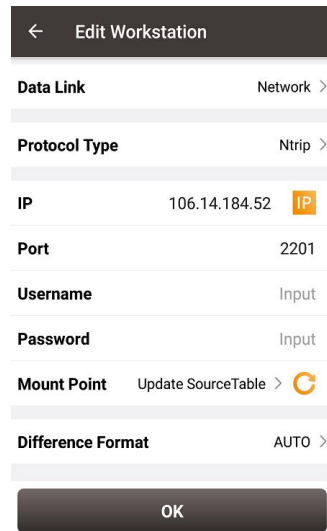 Edit Workstation
Data Link Network
Protocol Type Ntrip
IP 106.14.184.52 IP
Port 2201
Username Input
Password Input
Mount Point Update SourceTable
Difference Format AUTO
OK